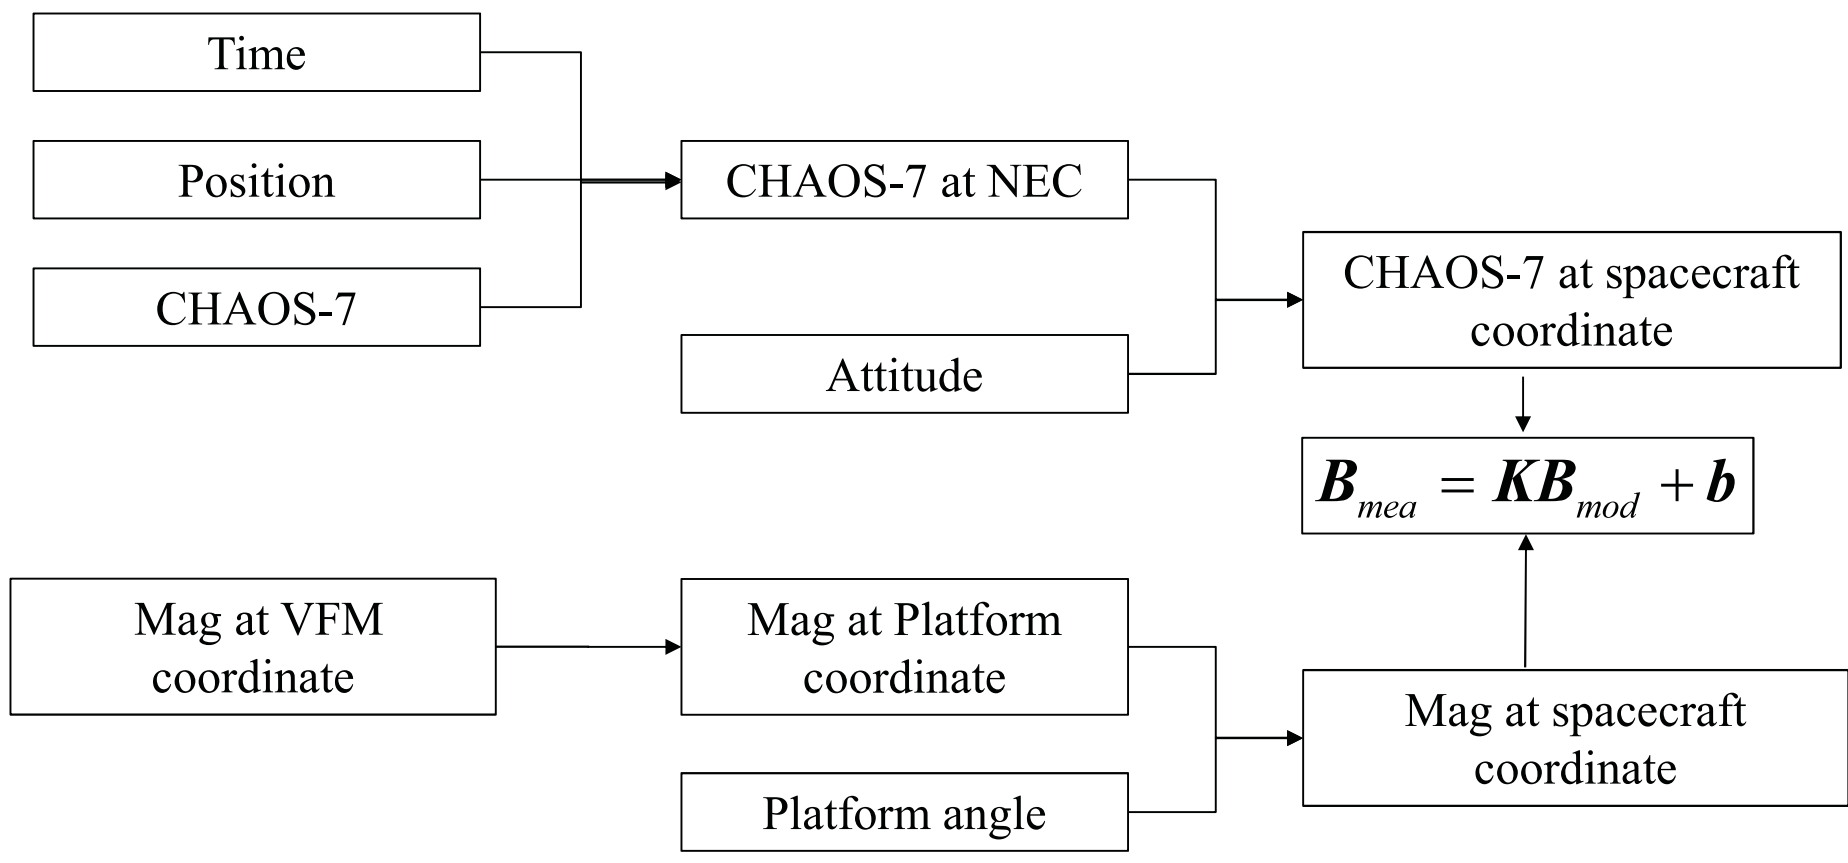 Time
Position
CHAOS-7
CHAOS-7 at NEC
Attitude
CHAOS-7 at spacecraft
coordinate
B_mea = KB_mod + b
Mag at VFM
coordinate
Mag at Platform
coordinate
Platform angle
Mag at spacecraft
coordinate